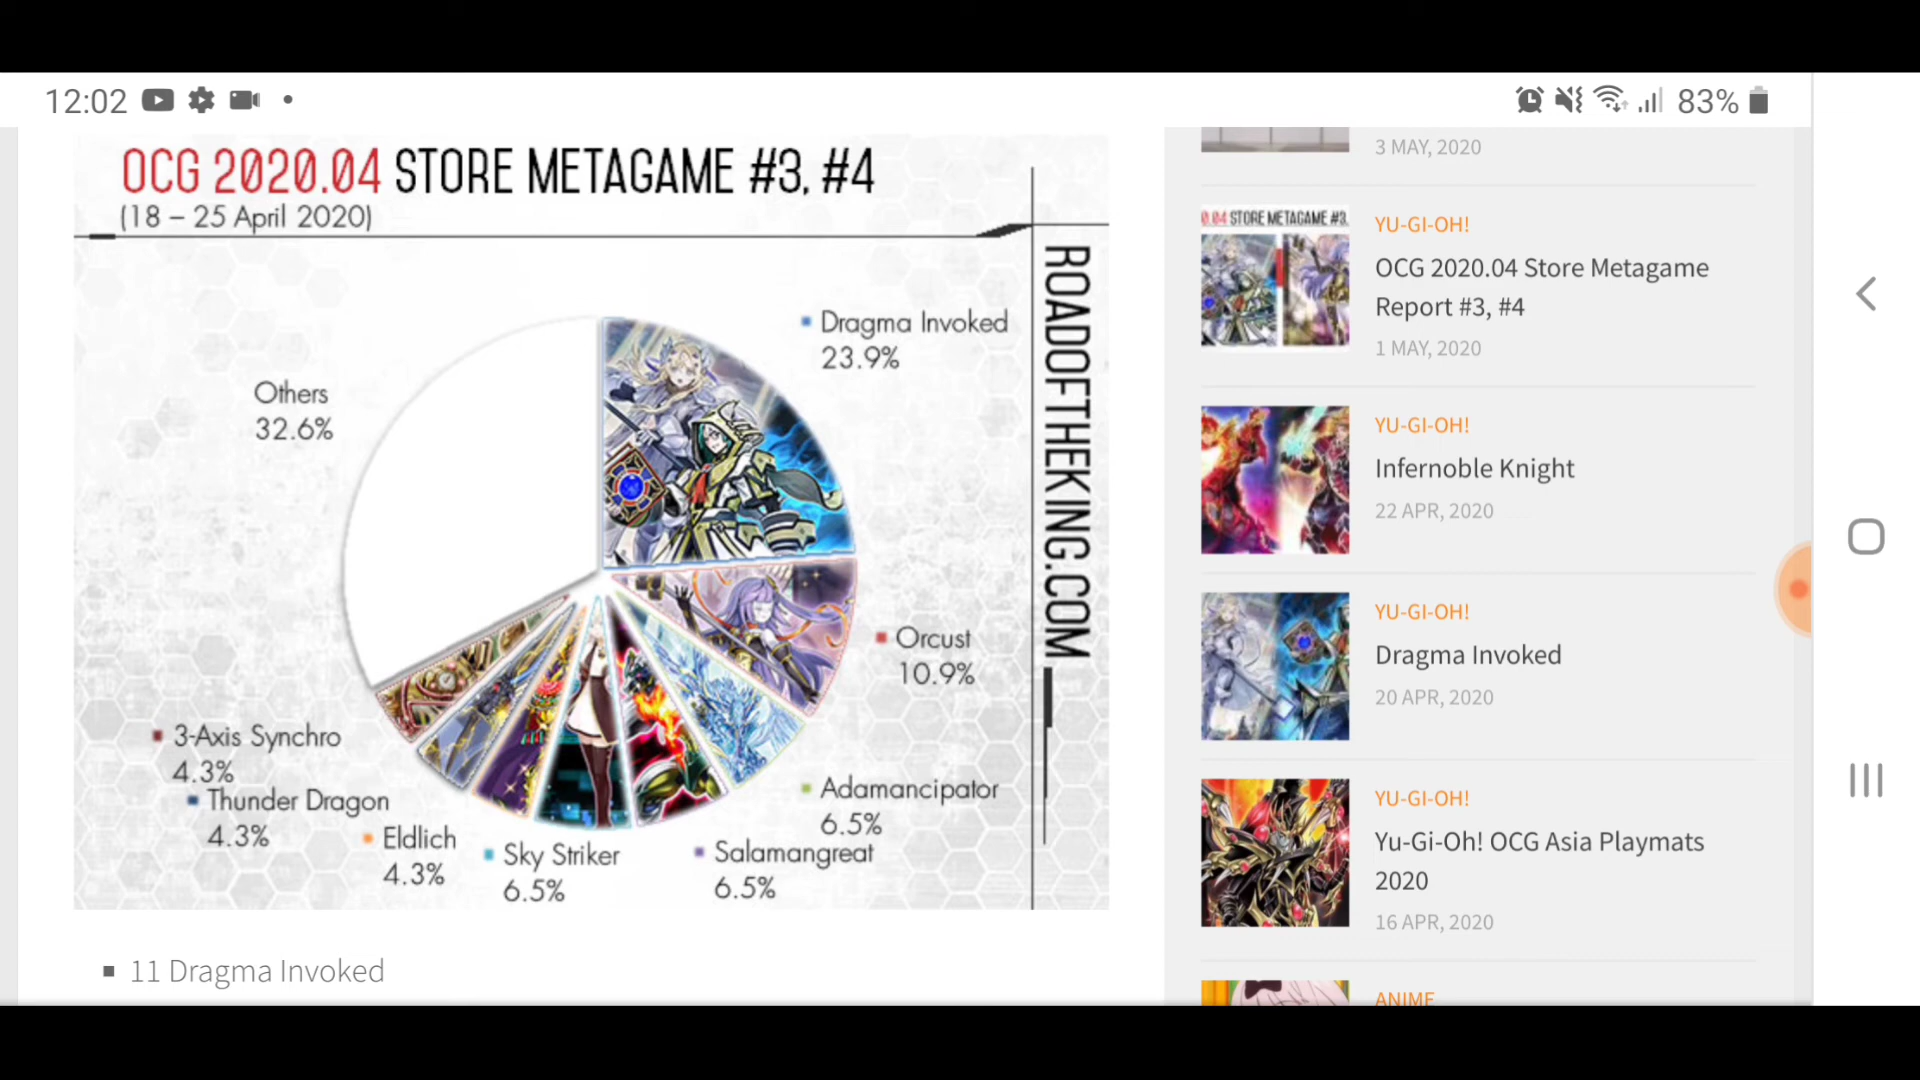 12:02
83%
OCG 2020.04 STORE METAGAME #3, #4
(18 – 25 April 2020)
ROADOFTHEKING.COM
Dragma Invoked
23.9%
Others
32.6%
Orcust
10.9%
3-Axis Synchro
4.3%
Thunder Dragon
4.3%
Eldlich
4.3%
Sky Striker
6.5%
Salamangreat
6.5%
Adamancipator
6.5%
11 Dragma Invoked
3 MAY, 2020
0.04 STORE METAGAME #3,
YU-GI-OH!
OCG 2020.04 Store Metagame
Report #3, #4
1 MAY, 2020
YU-GI-OH!
Infernoble Knight
22 APR, 2020
YU-GI-OH!
Dragma Invoked
20 APR, 2020
YU-GI-OH!
Yu-Gi-Oh! OCG Asia Playmats
2020
16 APR, 2020
ANIME